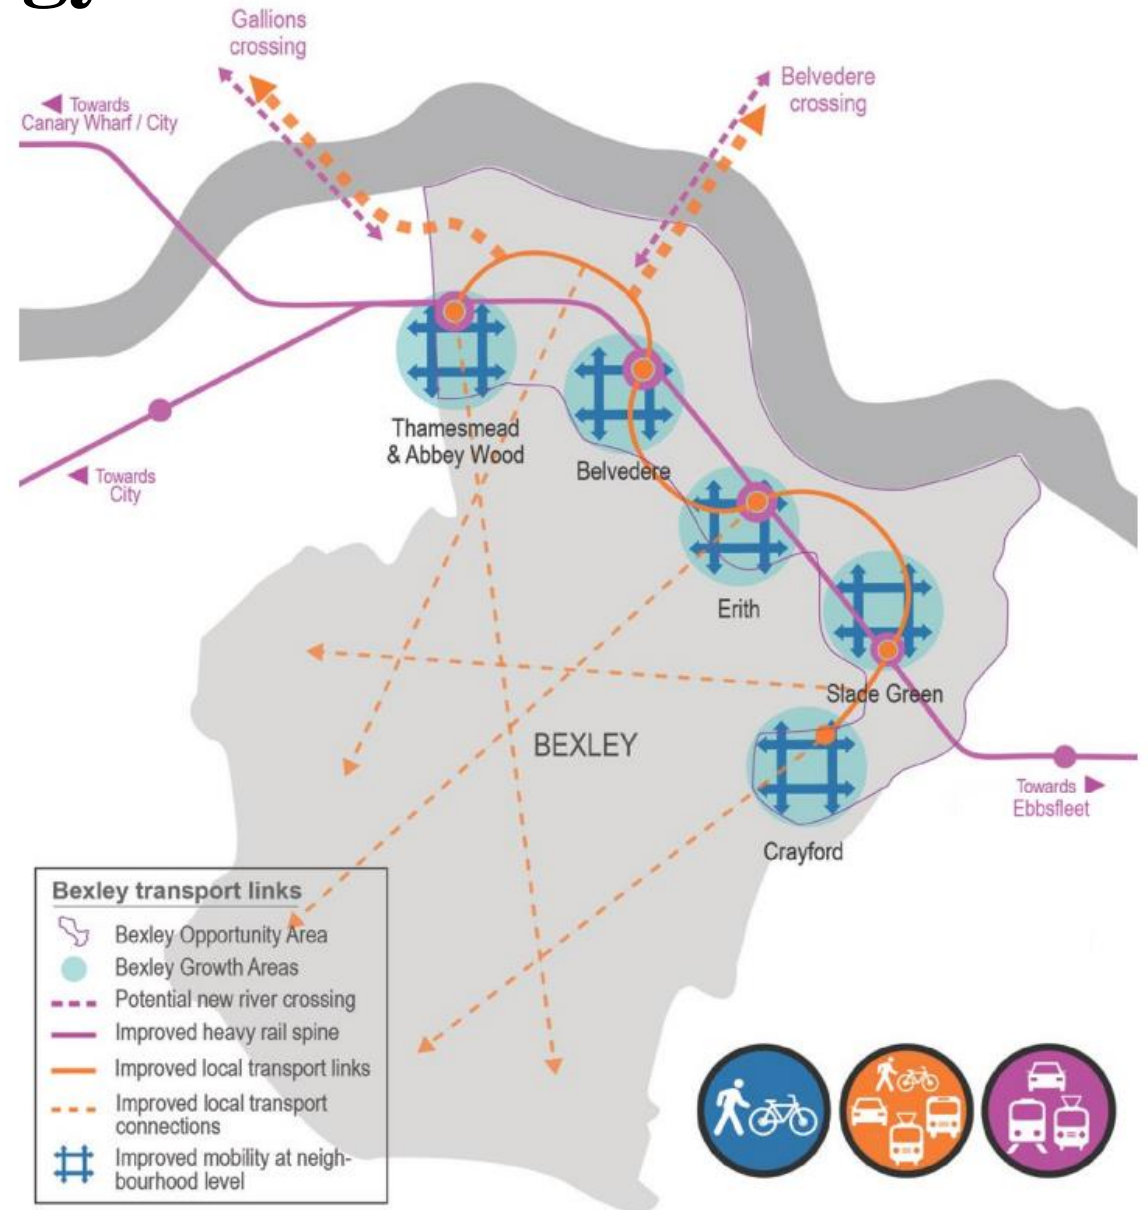 Gallions
crossing
Belvedere
crossing
Towards
Canary Wharf / City
Towards
City
Thamesmead
& Abbey Wood
Belvedere
Erith
Slade Green
BEXLEY
Crayford
Towards
Ebbsfleet
Bexley transport links
Bexley Opportunity Area
Bexley Growth Areas
Potential new river crossing
Improved heavy rail spine
Improved local transport links
Improved local transport
connections
Improved mobility at neigh-
bourhood level